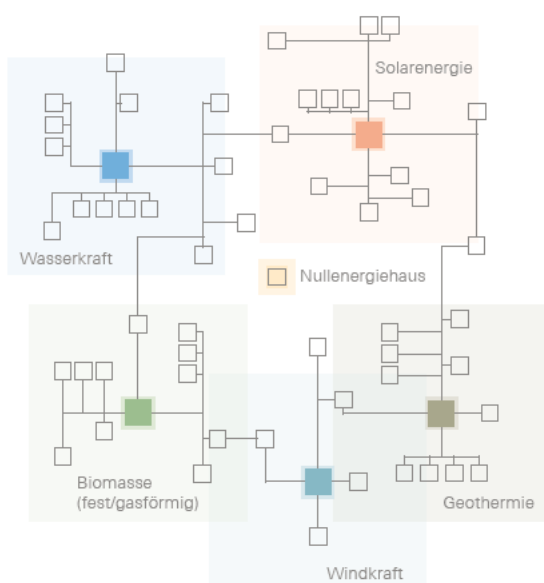 Solarenergie
Wasserkraft
Nullenergiehaus
Biomasse
(fest/gasförmig)
Geothermie
Windkraft